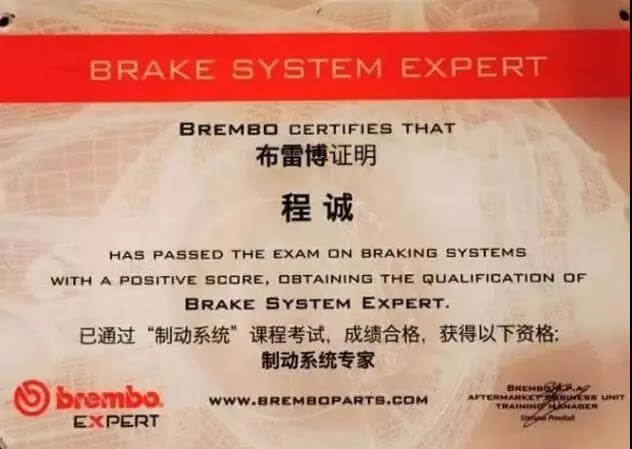 BRAKE SYSTEM EXPERT
BREMBO CERTIFIES THAT
布雷博证明
程 诚
HAS PASSED THE EXAM ON BRAKING SYSTEMS
WITH A POSITIVE SCORE, OBTAINING THE QUALIFICATION OF
BRAKE SYSTEM EXPERT.
已通过“制动系统”课程考试，成绩合格，获得以下资格:
制动系统专家
brembo
EXPERT
WWW.BREMBOPARTS.COM
BREMBO S.P.A.
AFTERMARKET BUSINESS UNIT
TRAINING MANAGER